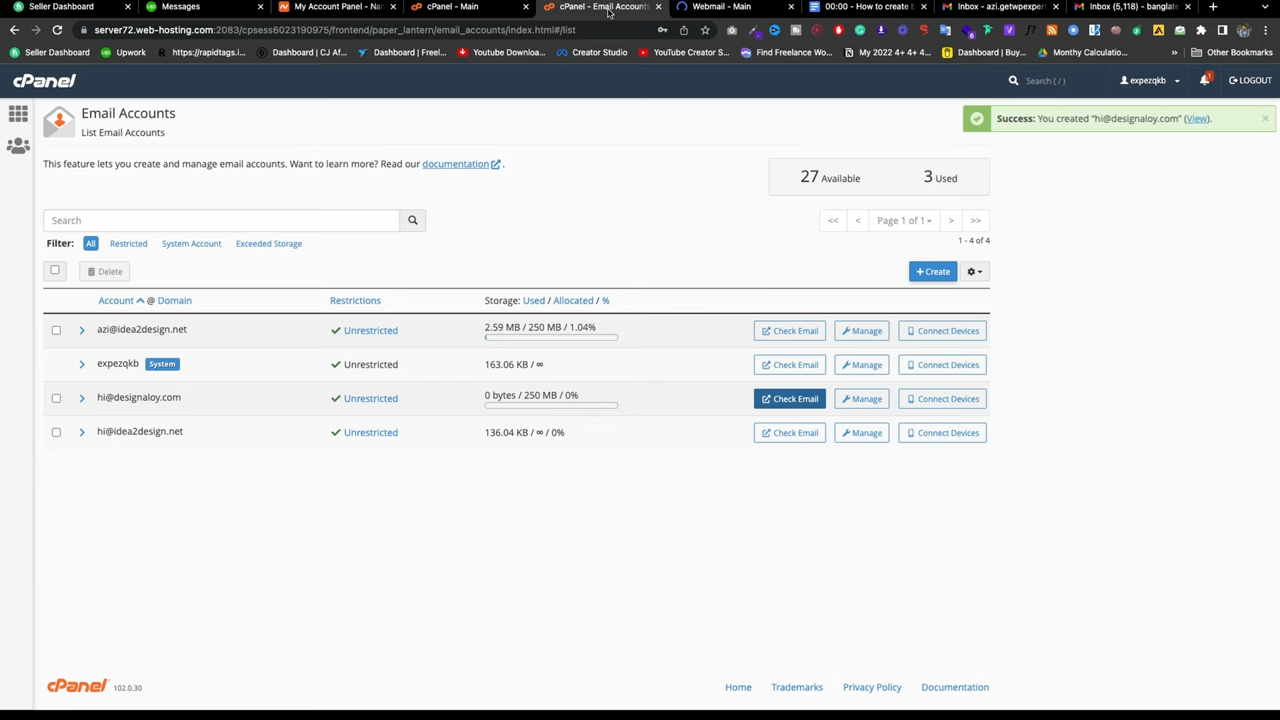 Seller Dashboard
Messages
My Account Panel - Nam
cPanel - Main
cPanel - Email Accounts
Webmail - Main
00:00 - How to create b
Inbox - azi.getwpexpert
Inbox (5,118) - banglate
server72.web-hosting.com:2083/cpsess6023190975/frontend/paper_lantern/email_accounts/index.html#/list
Seller Dashboard
Upwork
https://rapidtags.i...
Dashboard | CJ Af...
Dashboard | Freel...
Youtube Downloa...
Creator Studio
YouTube Creator S...
Find Freelance Wo...
My 2022 4+ 4+ 4...
Dashboard | Buy...
Monthy Calculatio...
Other Bookmarks
cPanel
Search ( / )
expezqkb
1
LOGOUT
Email Accounts
List Email Accounts
Success: You created "hi@designaloy.com" (View).
This feature lets you create and manage email accounts. Want to learn more? Read our documentation .
27 Available
3 Used
Search
<< < Page 1 of 1 > >>
Filter: All Restricted System Account Exceeded Storage
1 - 4 of 4
Delete
+ Create
Account @ Domain
Restrictions
Storage: Used / Allocated / %
azi@idea2design.net
Unrestricted
2.59 MB / 250 MB / 1.04%
Check Email
Manage
Connect Devices
expezqkb System
Unrestricted
163.06 KB / ∞
Check Email
Manage
Connect Devices
hi@designaloy.com
Unrestricted
0 bytes / 250 MB / 0%
Check Email
Manage
Connect Devices
hi@idea2design.net
Unrestricted
136.04 KB / ∞ / 0%
Check Email
Manage
Connect Devices
cPanel 102.0.30
Home
Trademarks
Privacy Policy
Documentation